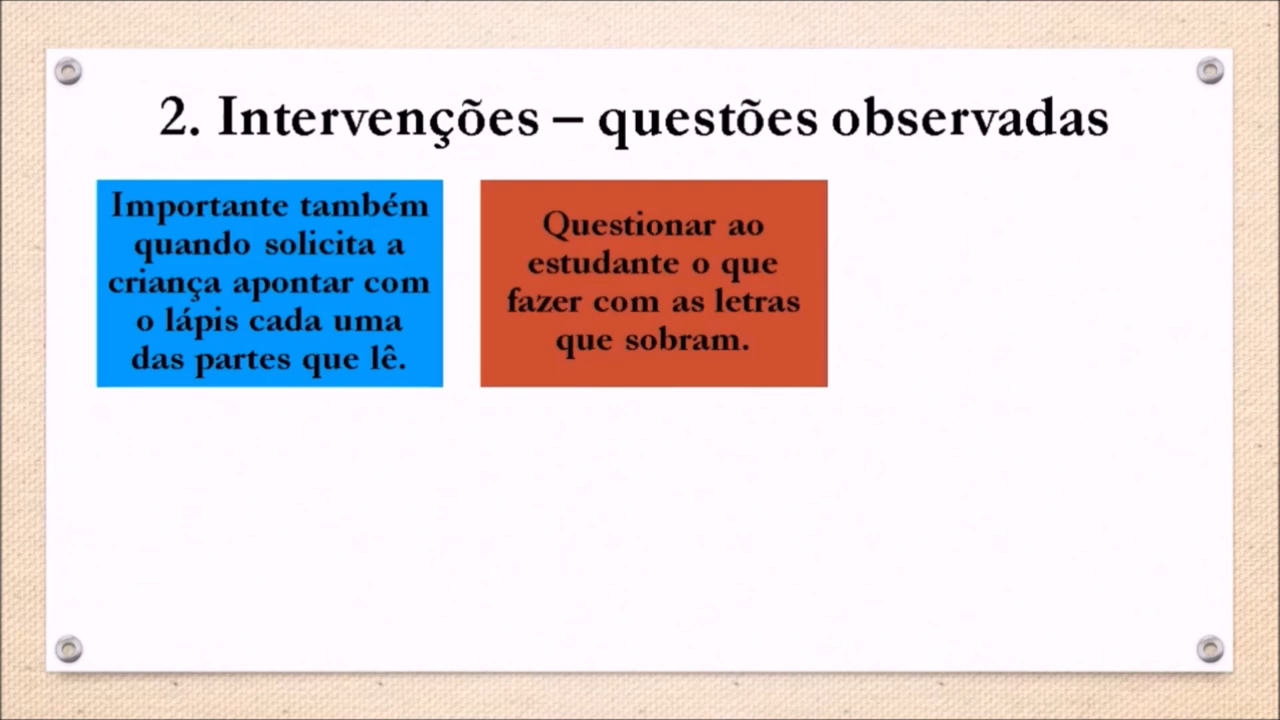 2. Intervenções – questões observadas
Importante também
quando solicita a
criança apontar com
o lápis cada uma
das partes que lê.
Questionar ao
estudante o que
fazer com as letras
que sobram.